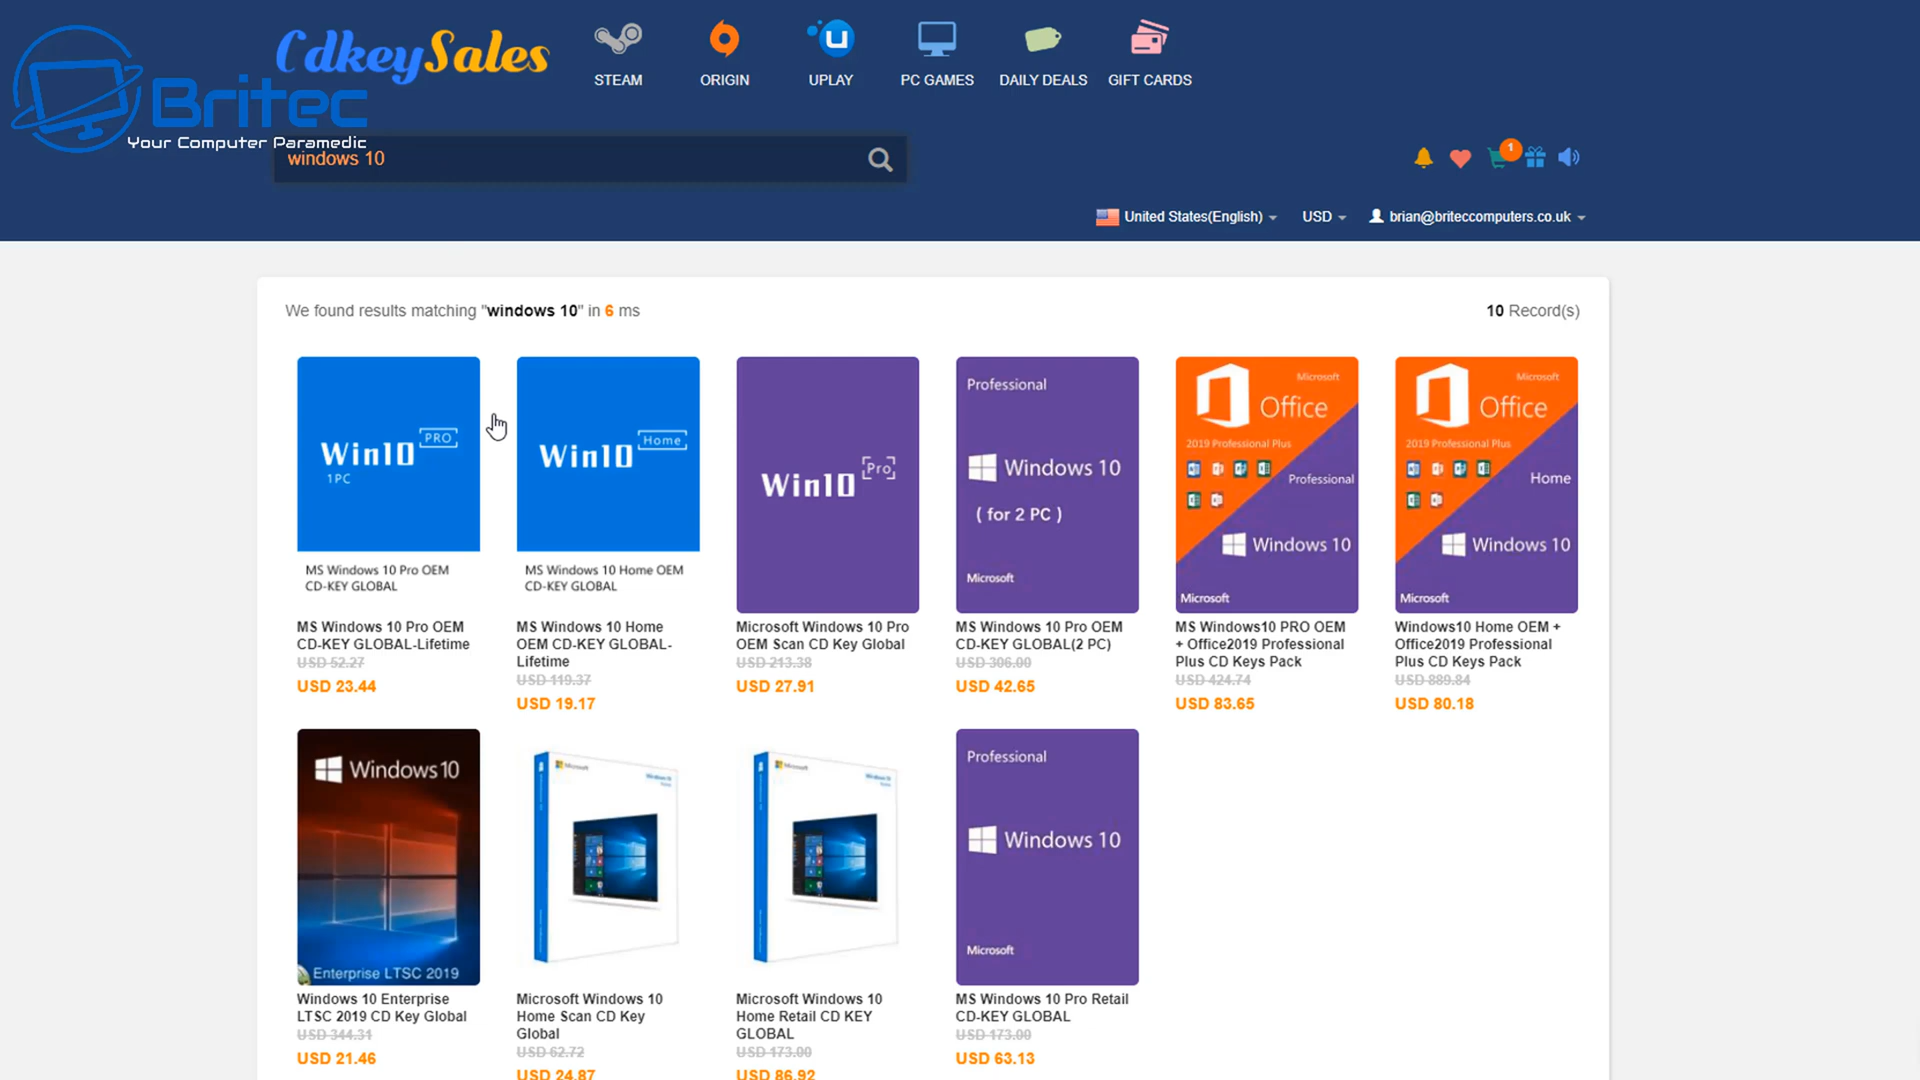 CdkeySales
STEAM
ORIGIN
UPLAY
PC GAMES
DAILY DEALS
GIFT CARDS
Britec
Your Computer Paramedic
windows 10
1
United States(English)
USD
brian@briteccomputers.co.uk
We found results matching "windows 10" in 6 ms
10 Record(s)
Win10 PRO
1PC
MS Windows 10 Pro OEM
CD-KEY GLOBAL
Win10 Home
MS Windows 10 Home OEM
CD-KEY GLOBAL
Win10 Pro
Professional
Windows 10
( for 2 PC )
Microsoft
Microsoft
Office
2019 Professional Plus
Professional
Windows 10
Microsoft
Microsoft
Office
2019 Professional Plus
Home
Windows 10
Microsoft
MS Windows 10 Pro OEM
CD-KEY GLOBAL-Lifetime
USD 52.27
USD 23.44
MS Windows 10 Home
OEM CD-KEY GLOBAL-
Lifetime
USD 119.37
USD 19.17
Microsoft Windows 10 Pro
OEM Scan CD Key Global
USD 213.38
USD 27.91
MS Windows 10 Pro OEM
CD-KEY GLOBAL(2 PC)
USD 306.00
USD 42.65
MS Windows10 PRO OEM
+ Office2019 Professional
Plus CD Keys Pack
USD 424.74
USD 83.65
Windows10 Home OEM +
Office2019 Professional
Plus CD Keys Pack
USD 889.84
USD 80.18
Windows 10
Enterprise LTSC 2019
Microsoft
Microsoft
Professional
Windows 10
Microsoft
Windows 10 Enterprise
LTSC 2019 CD Key Global
USD 344.31
USD 21.46
Microsoft Windows 10
Home Scan CD Key
Global
USD 62.72
USD 24.87
Microsoft Windows 10
Home Retail CD KEY
GLOBAL
USD 173.00
USD 86.92
MS Windows 10 Pro Retail
CD-KEY GLOBAL
USD 173.00
USD 63.13